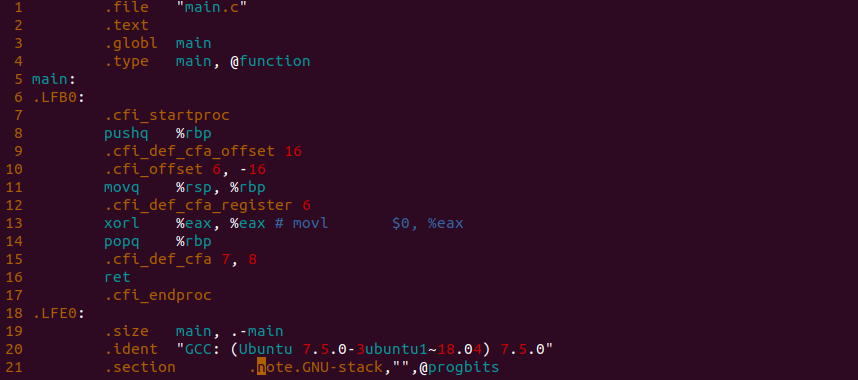 1 .file "main.c"
2 .text
3 .globl main
4 .type main, @function
5 main:
6 .LFB0:
7 .cfi_startproc
8 pushq %rbp
9 .cfi_def_cfa_offset 16
10 .cfi_offset 6, -16
11 movq %rsp, %rbp
12 .cfi_def_cfa_register 6
13 xorl %eax, %eax # movl $0, %eax
14 popq %rbp
15 .cfi_def_cfa 7, 8
16 ret
17 .cfi_endproc
18 .LFE0:
19 .size main, .-main
20 .ident "GCC: (Ubuntu 7.5.0-3ubuntu1~18.04) 7.5.0"
21 .section .note.GNU-stack,"",@progbits